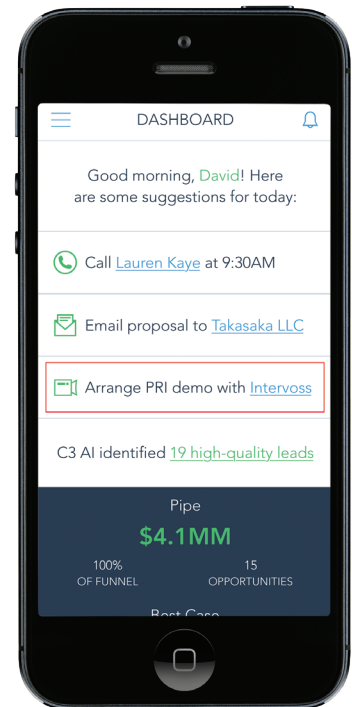 DASHBOARD
Good morning, David! Here
are some suggestions for today:
Call Lauren Kaye at 9:30AM
Email proposal to Takasaka LLC
Arrange PRI demo with Intervoss
C3 AI identified 19 high-quality leads
Pipe
$4.1MM
100%
OF FUNNEL
15
OPPORTUNITIES
Best Case